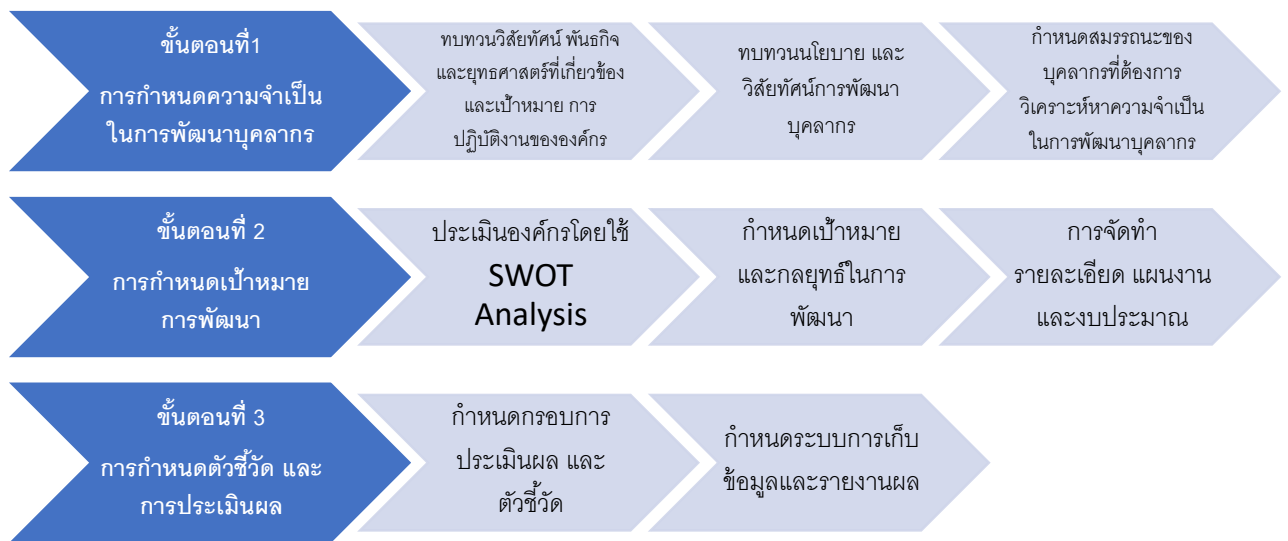 ขั้นตอนที่1
การกำหนดความจำเป็น
ในการพัฒนาบุคลากร
ทบทวนวิสัยทัศน์ พันธกิจ
และยุทธศาสตร์ที่เกี่ยวข้อง
และเป้าหมาย การ
ปฏิบัติงานขององค์กร
ทบทวนนโยบาย และ
วิสัยทัศน์การพัฒนา
บุคลากร
กำหนดสมรรถนะของ
บุคลากรที่ต้องการ
วิเคราะห์หาความจำเป็น
ในการพัฒนาบุคลากร
ขั้นตอนที่ 2
การกำหนดเป้าหมาย
การพัฒนา
ประเมินองค์กรโดยใช้
SWOT
Analysis
กำหนดเป้าหมาย
และกลยุทธ์ในการ
พัฒนา
การจัดทำ
รายละเอียด แผนงาน
และงบประมาณ
ขั้นตอนที่ 3
การกำหนดตัวชี้วัด และ
การประเมินผล
กำหนดกรอบการ
ประเมินผล และ
ตัวชี้วัด
กำหนดระบบการเก็บ
ข้อมูลและรายงานผล